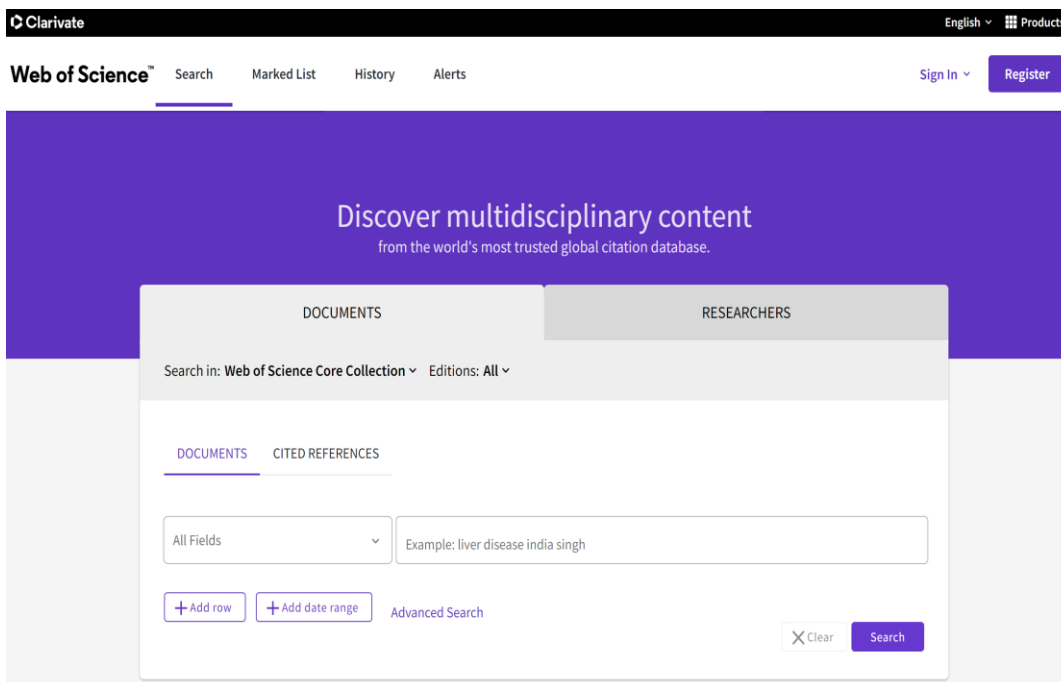 Clarivate English Products
Web of Science™ Search Marked List History Alerts Sign In Register
Discover multidisciplinary content
from the world's most trusted global citation database.
DOCUMENTS RESEARCHERS
Search in: Web of Science Core Collection Editions: All
DOCUMENTS CITED REFERENCES
All Fields Example: liver disease india singh
+ Add row + Add date range Advanced Search
X Clear Search